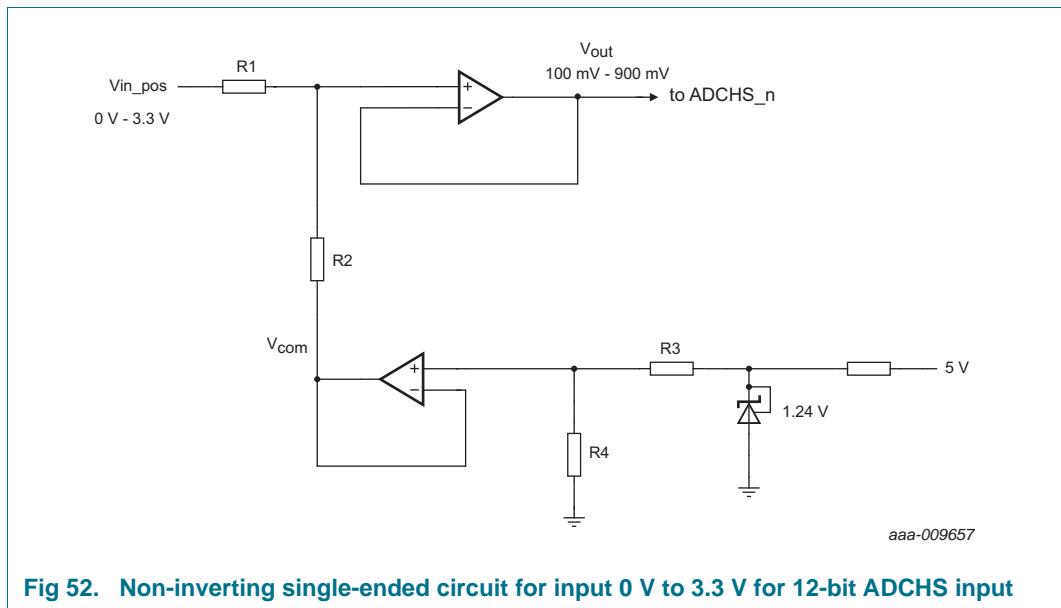 Vout
R1
100 mV - 900 mV
Vin_pos
+
−
to ADCHS_n
0 V - 3.3 V
R2
Vcom
R3
+
−
5 V
1.24 V
R4
aaa-009657
Fig 52. Non-inverting single-ended circuit for input 0 V to 3.3 V for 12-bit ADCHS input